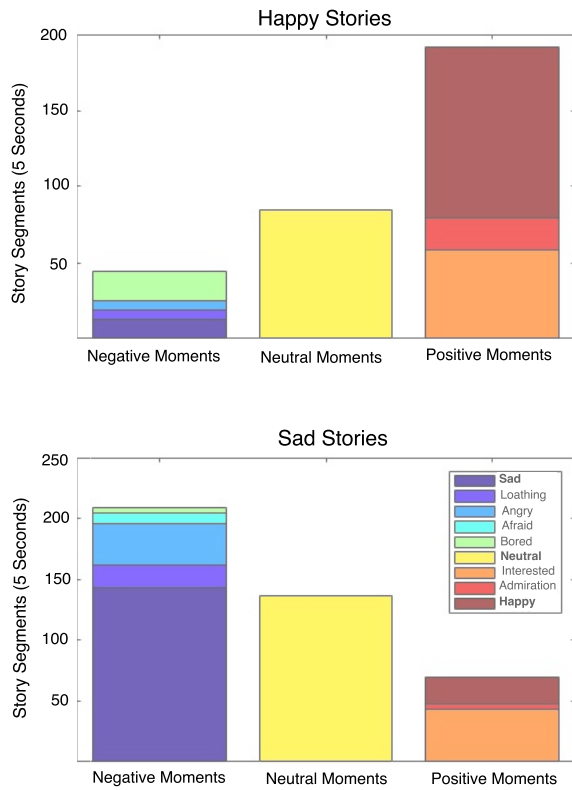 Happy Stories
200
150
100
50
Story Segments (5 Seconds)
Negative Moments
Neutral Moments
Positive Moments
Sad Stories
250
200
150
100
50
Story Segments (5 Seconds)
Sad
Loathing
Angry
Afraid
Bored
Neutral
Interested
Admiration
Happy
Negative Moments
Neutral Moments
Positive Moments